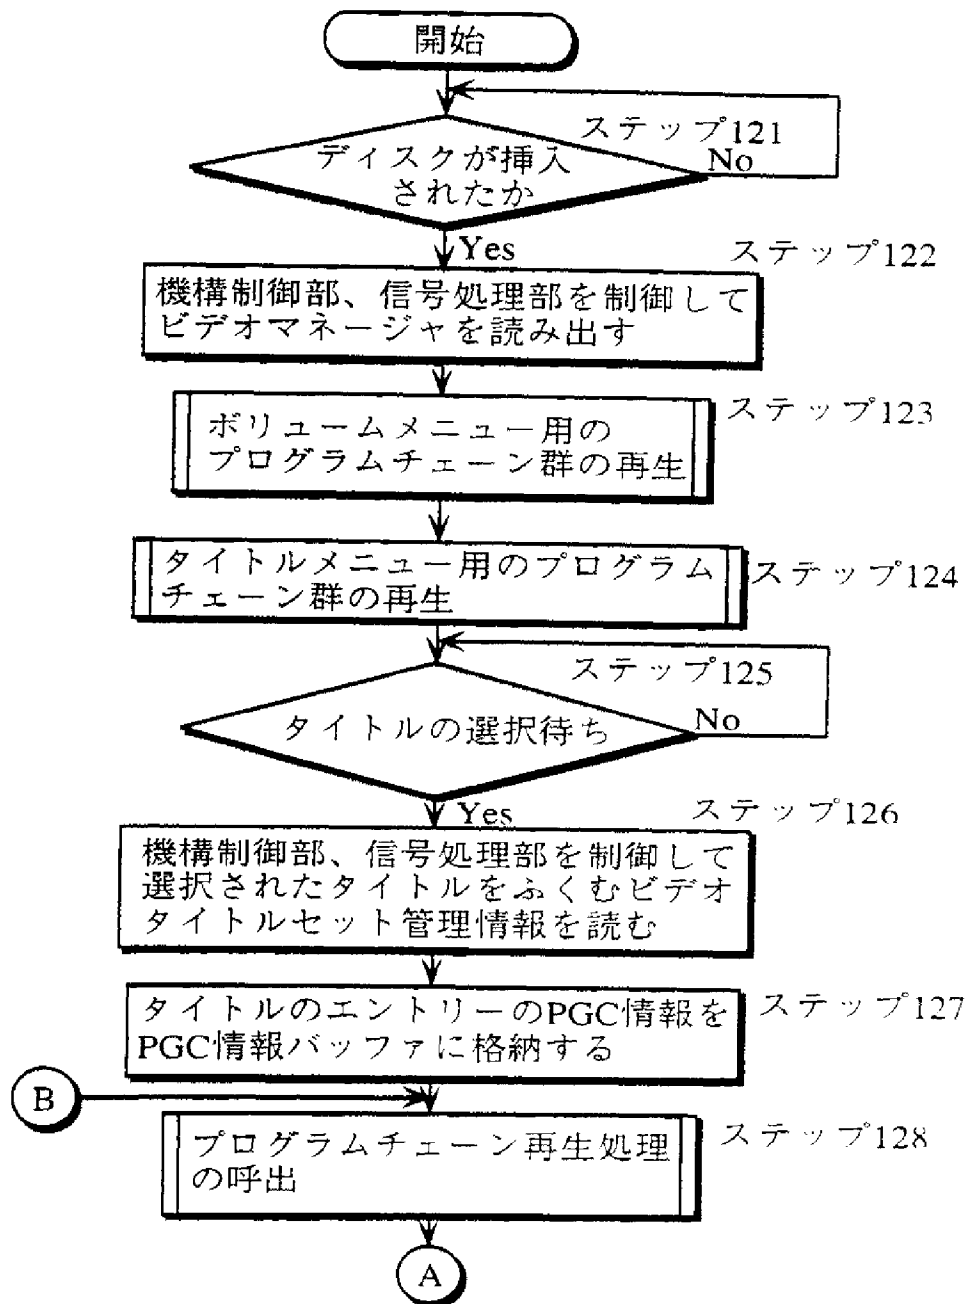 開始
ステップ121
ディスクが挿入
されたか
No
Yes
ステップ122
機構制御部、信号処理部を制御して
ビデオマネージャを読み出す
ステップ123
ボリュームメニュー用の
プログラムチェーン群の再生
タイトルメニュー用のプログラム
チェーン群の再生
ステップ124
ステップ125
タイトルの選択待ち
No
Yes
ステップ126
機構制御部、信号処理部を制御して
選択されたタイトルをふくむビデオ
タイトルセット管理情報を読む
タイトルのエントリーのPGC情報を
PGC情報バッファに格納する
ステップ127
B
プログラムチェーン再生処理
の呼出
ステップ128
A